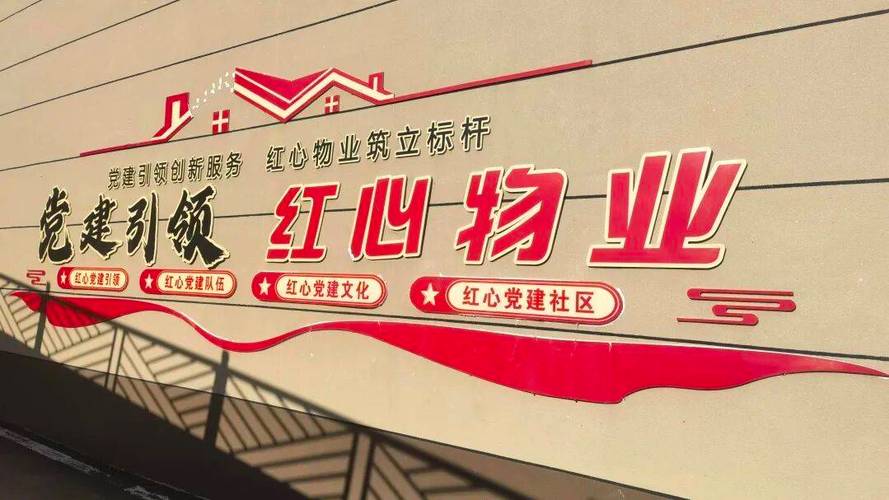 党建引领创新服务 红心物业筑立标杆
党建引领 红心物业
红心党建引领 红心党建队伍 红心党建文化 红心党建社区